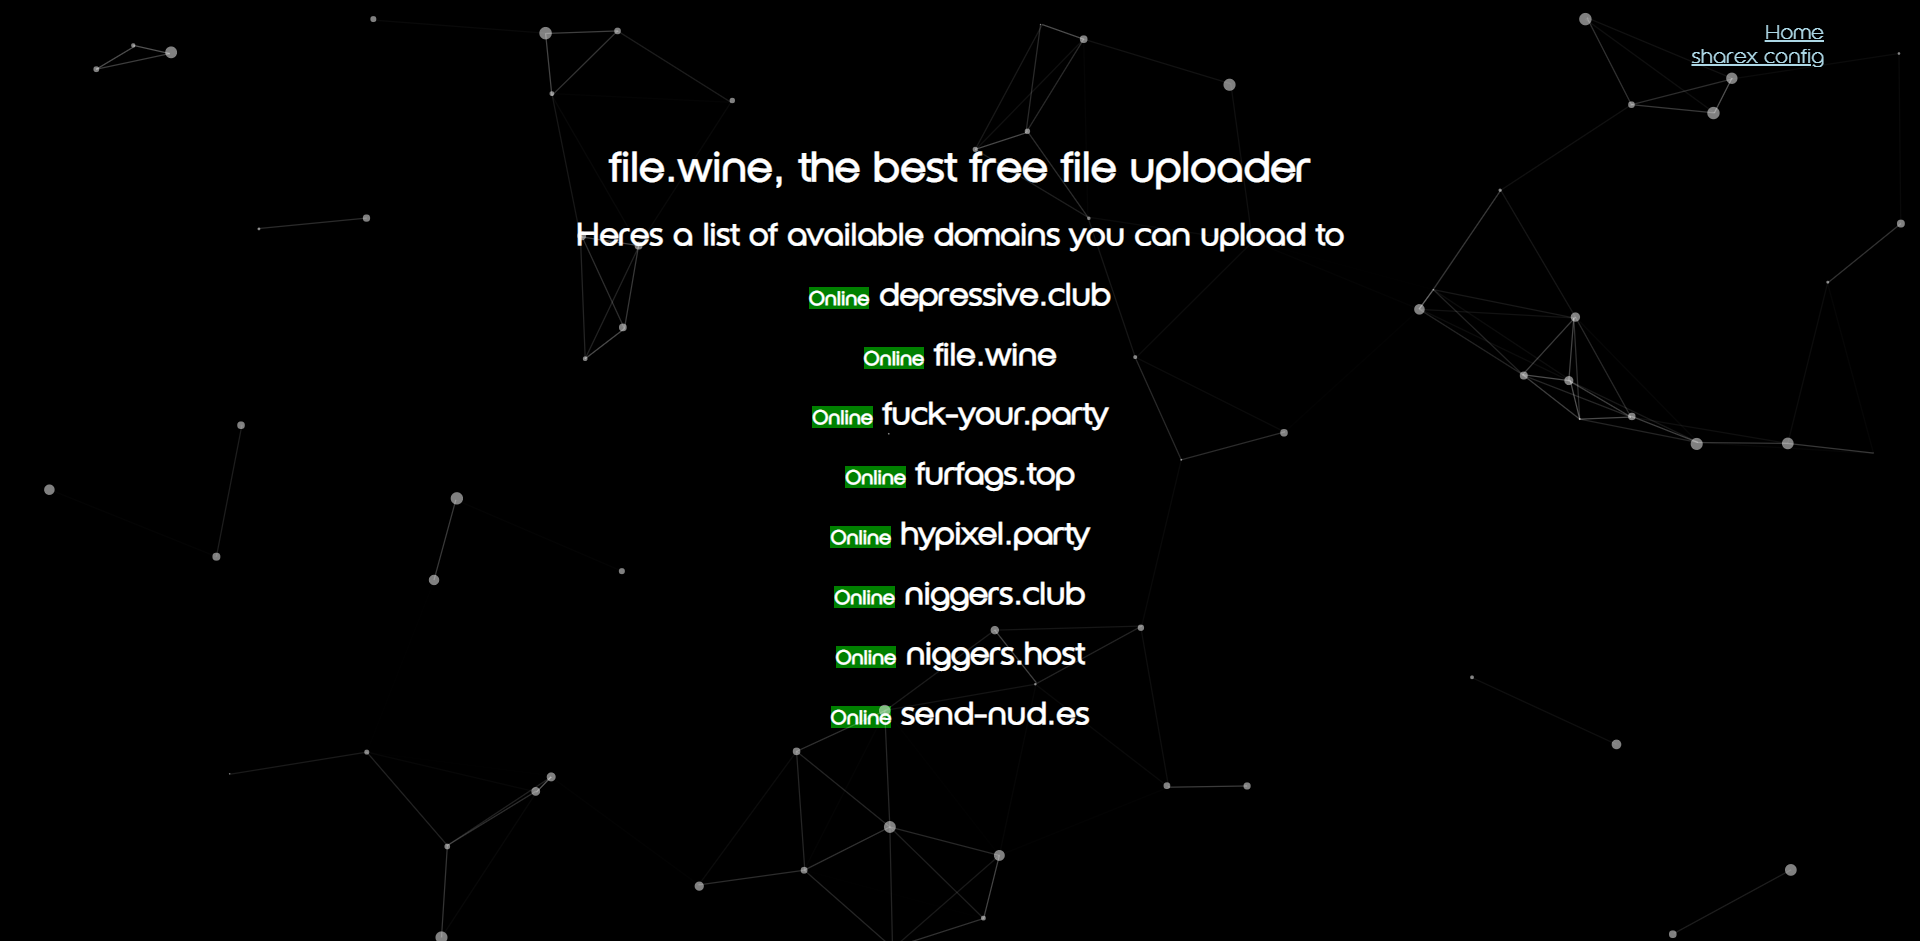 Home
sharex config
file.wine, the best free file uploader
Heres a list of available domains you can upload to
Online depressive.club
Online file.wine
Online fuck-your.party
Online furfags.top
Online hypixel.party
Online niggers.club
Online niggers.host
Online send-nud.es